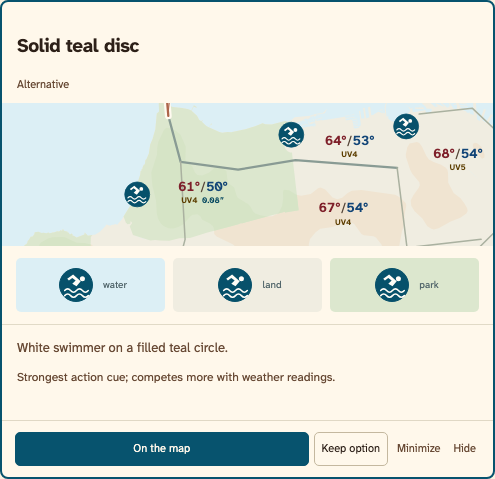 Solid teal disc
Alternative
64°/53°
UV4
68°/54°
UV5
61°/50°
UV4 0.08"
67°/54°
UV4
water
land
park
White swimmer on a filled teal circle.
Strongest action cue; competes more with weather readings.
On the map
Keep option
Minimize
Hide